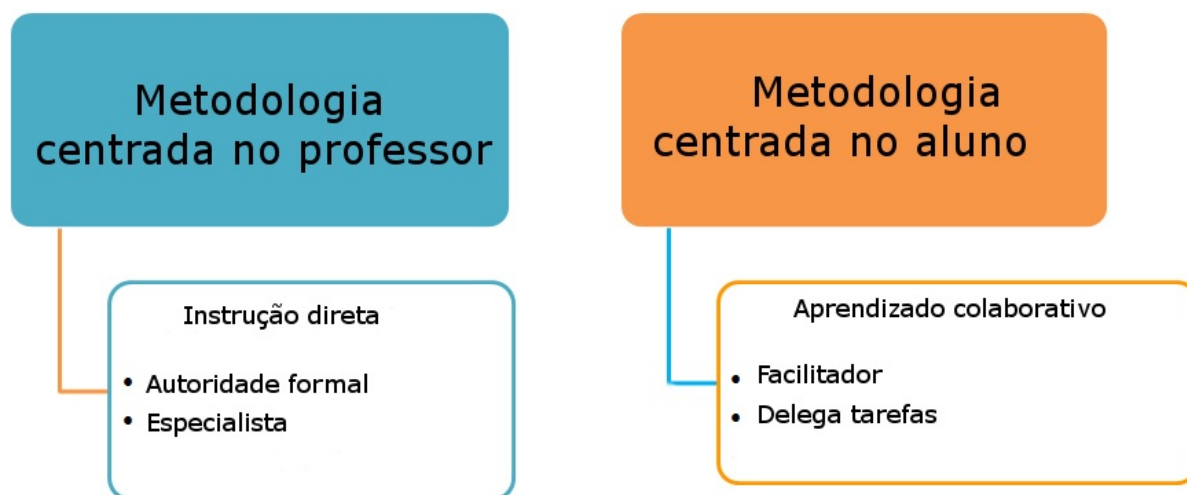 Metodologia
centrada no professor
Instrução direta
• Autoridade formal
• Especialista
Metodologia
centrada no aluno
Aprendizado colaborativo
• Facilitador
• Delega tarefas